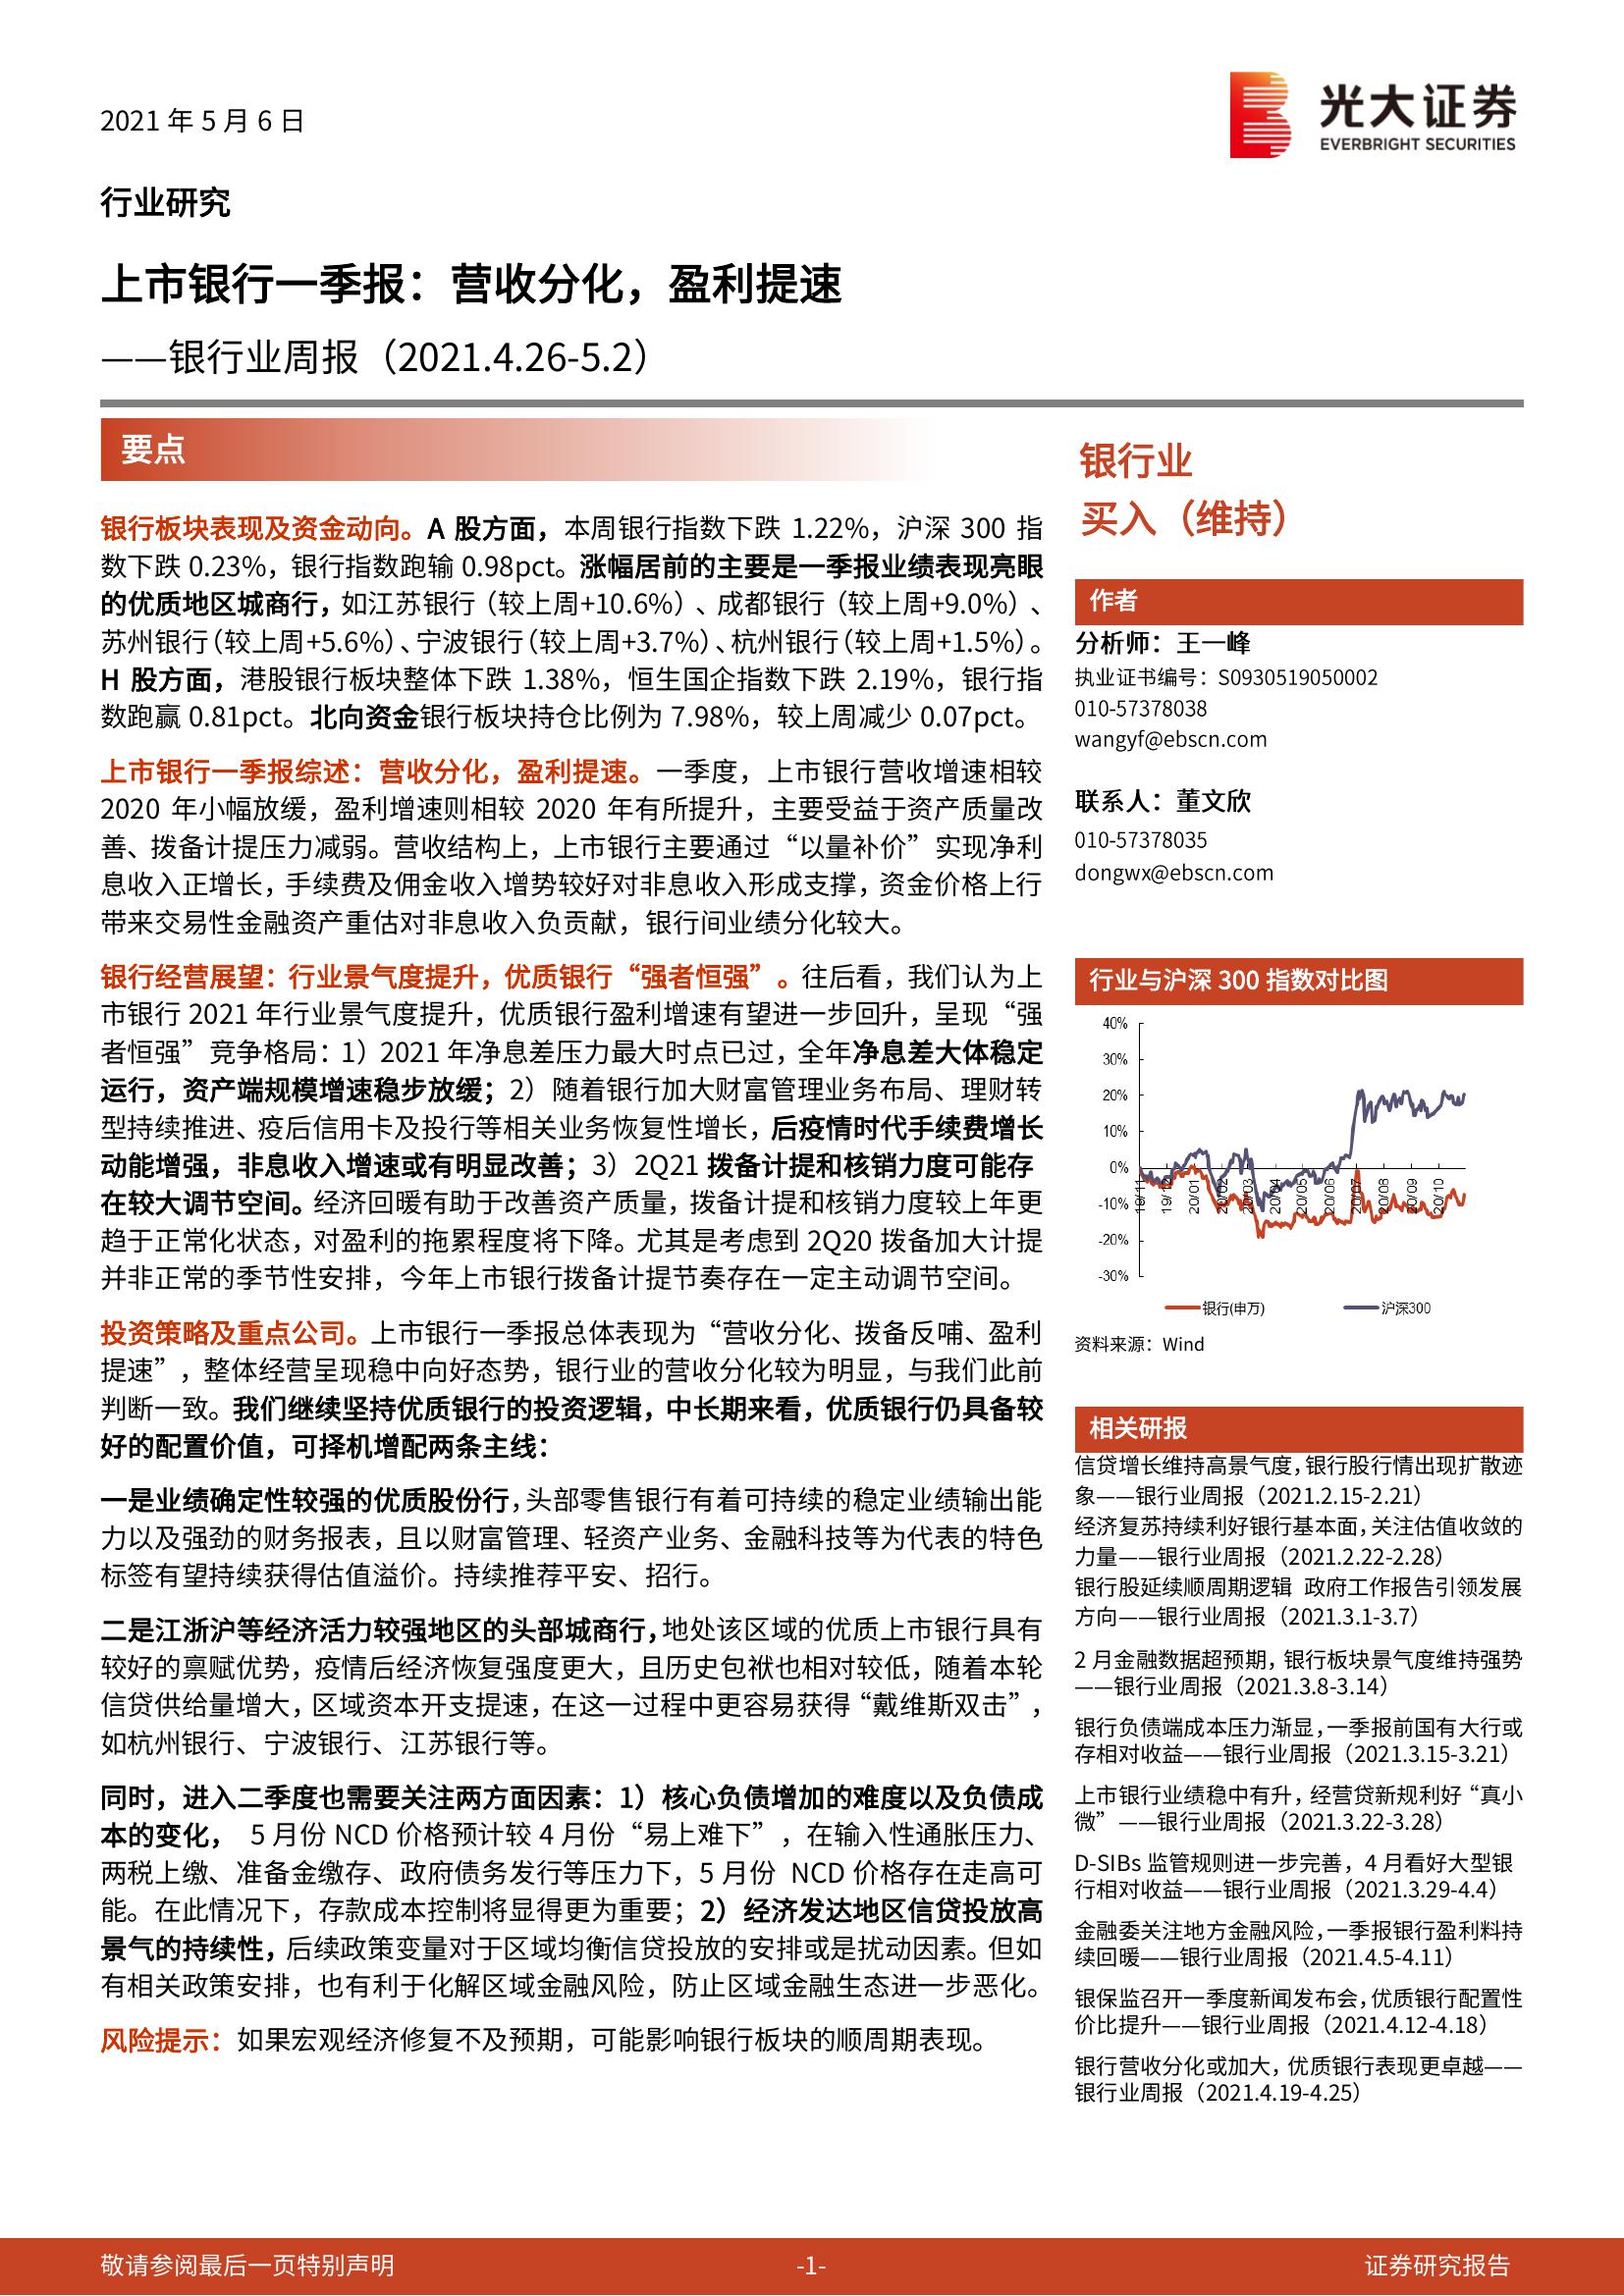 2021 年 5 月 6 日
光大证券
EVERBRIGHT SECURITIES
行业研究
上市银行一季报：营收分化，盈利提速
——银行业周报（2021.4.26-5.2）
要点
银行板块表现及资金动向。A 股方面，本周银行指数下跌 1.22%，沪深 300 指
数下跌 0.23%，银行指数跑输 0.98pct。涨幅居前的主要是一季报业绩表现亮眼
的优质地区城商行，如江苏银行（较上周+10.6%）、成都银行（较上周+9.0%）、
苏州银行（较上周+5.6%）、宁波银行（较上周+3.7%）、杭州银行（较上周+1.5%）。
H 股方面，港股银行板块整体下跌 1.38%，恒生国企指数下跌 2.19%，银行指
数跑赢 0.81pct。北向资金银行板块持仓比例为 7.98%，较上周减少 0.07pct。
上市银行一季报综述：营收分化，盈利提速。一季度，上市银行营收增速相较
2020 年小幅放缓，盈利增速则相较 2020 年有所提升，主要受益于资产质量改
善、拨备计提压力减弱。营收结构上，上市银行主要通过“以量补价”实现净利
息收入正增长，手续费及佣金收入增势较好对非息收入形成支撑，资金价格上行
带来交易性金融资产重估对非息收入负贡献，银行间业绩分化较大。
银行经营展望：行业景气度提升，优质银行“强者恒强”。往后看，我们认为上
市银行 2021 年行业景气度提升，优质银行盈利增速有望进一步回升，呈现“强
者恒强”竞争格局：1）2021 年净息差压力最大时点已过，全年净息差大体稳定
运行，资产端规模增速稳步放缓；2）随着银行加大财富管理业务布局、理财转
型持续推进、疫后信用卡及投行等相关业务恢复性增长，后疫情时代手续费增长
动能增强，非息收入增速或有明显改善；3）2Q21 拨备计提和核销力度可能存
在较大调节空间。经济回暖有助于改善资产质量，拨备计提和核销力度较上年更
趋于正常化状态，对盈利的拖累程度将下降。尤其是考虑到 2Q20 拨备加大计提
并非正常的季节性安排，今年上市银行拨备计提节奏存在一定主动调节空间。
投资策略及重点公司。上市银行一季报总体表现为“营收分化、拨备反哺、盈利
提速”，整体经营呈现稳中向好态势，银行业的营收分化较为明显，与我们此前
判断一致。我们继续坚持优质银行的投资逻辑，中长期来看，优质银行仍具备较
好的配置价值，可择机增配两条主线：
一是业绩确定性较强的优质股份行，头部零售银行有着可持续的稳定业绩输出能
力以及强劲的财务报表，且以财富管理、轻资产业务、金融科技等为代表的特色
标签有望持续获得估值溢价。持续推荐平安、招行。
二是江浙沪等经济活力较强地区的头部城商行，地处该区域的优质上市银行具有
较好的禀赋优势，疫情后经济恢复强度更大，且历史包袱也相对较低，随着本轮
信贷供给量增大，区域资本开支提速，在这一过程中更容易获得“戴维斯双击”，
如杭州银行、宁波银行、江苏银行等。
同时，进入二季度也需要关注两方面因素：1）核心负债增加的难度以及负债成
本的变化， 5 月份 NCD 价格预计较 4 月份“易上难下”，在输入性通胀压力、
两税上缴、准备金缴存、政府债务发行等压力下，5 月份 NCD 价格存在走高可
能。在此情况下，存款成本控制将显得更为重要；2）经济发达地区信贷投放高
景气的持续性，后续政策变量对于区域均衡信贷投放的安排或是扰动因素。但如
有相关政策安排，也有利于化解区域金融风险，防止区域金融生态进一步恶化。
风险提示：如果宏观经济修复不及预期，可能影响银行板块的顺周期表现。
银行业
买入（维持）
作者
分析师：王一峰
执业证书编号：S0930519050002
010-57378038
wangyf@ebscn.com
联系人：董文欣
010-57378035
dongwx@ebscn.com
行业与沪深 300 指数对比图
40%
30%
20%
10%
0%
-10%
-20%
-30%
19/11
19/12
20/01
20/02
20/03
20/04
20/05
20/06
20/07
20/08
20/09
20/10
银行(申万)
沪深300
资料来源：Wind
相关研报
信贷增长维持高景气度，银行股行情出现扩散迹
象——银行业周报（2021.2.15-2.21）
经济复苏持续利好银行基本面，关注估值收敛的
力量——银行业周报（2021.2.22-2.28）
银行股延续顺周期逻辑 政府工作报告引领发展
方向——银行业周报（2021.3.1-3.7）
2 月金融数据超预期，银行板块景气度维持强势
——银行业周报（2021.3.8-3.14）
银行负债端成本压力渐显，一季报前国有大行或
存相对收益——银行业周报（2021.3.15-3.21）
上市银行业绩稳中有升，经营贷新规利好“真小
微”——银行业周报（2021.3.22-3.28）
D-SIBs 监管规则进一步完善，4 月看好大型银
行相对收益——银行业周报（2021.3.29-4.4）
金融委关注地方金融风险，一季报银行盈利料持
续回暖——银行业周报（2021.4.5-4.11）
银保监召开一季度新闻发布会，优质银行配置性
价比提升——银行业周报（2021.4.12-4.18）
银行营收分化或加大，优质银行表现更卓越——
银行业周报（2021.4.19-4.25）
敬请参阅最后一页特别声明
-1-
证券研究报告